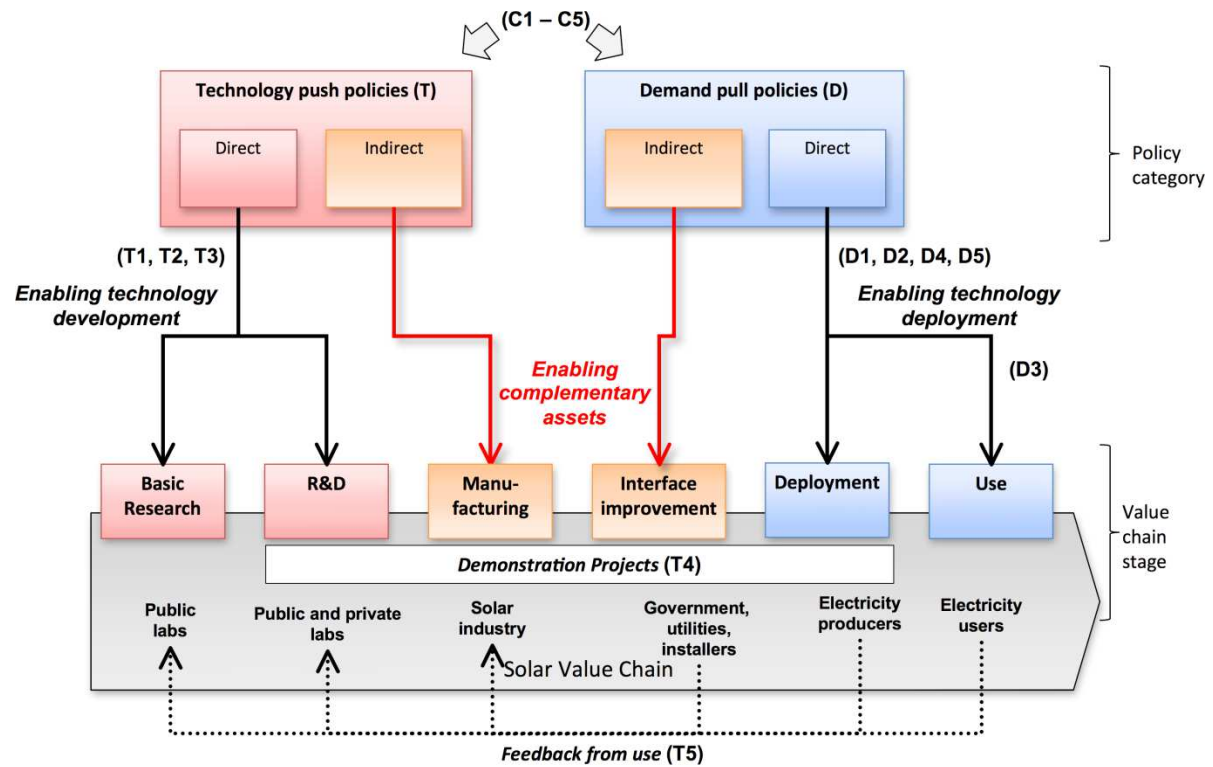 (C1 – C5)
Technology push policies (T)
Demand pull policies (D)
Direct
Indirect
Indirect
Direct
Policy
category
(T1, T2, T3)
Enabling technology
development
(D1, D2, D4, D5)
Enabling technology
deployment
(D3)
Enabling
complementary
assets
Basic
Research
R&D
Manu-
facturing
Interface
improvement
Deployment
Use
Value
chain
stage
Demonstration Projects (T4)
Public
labs
Public and private
labs
Solar
industry
Government,
utilities,
installers
Electricity
producers
Electricity
users
Solar Value Chain
Feedback from use (T5)